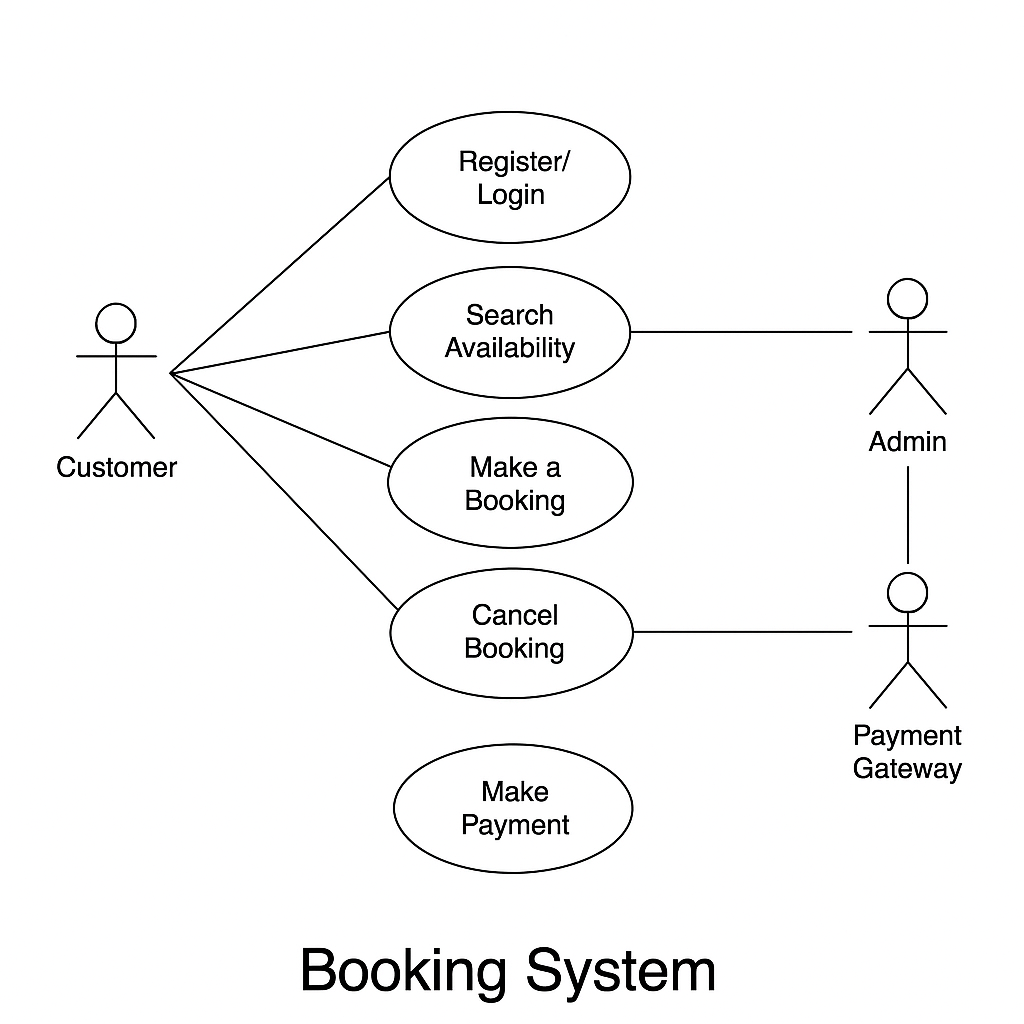 Register/
Login
Search
Availability
Customer
Admin
Make a
Booking
Cancel
Booking
Payment
Gateway
Make
Payment
Booking System